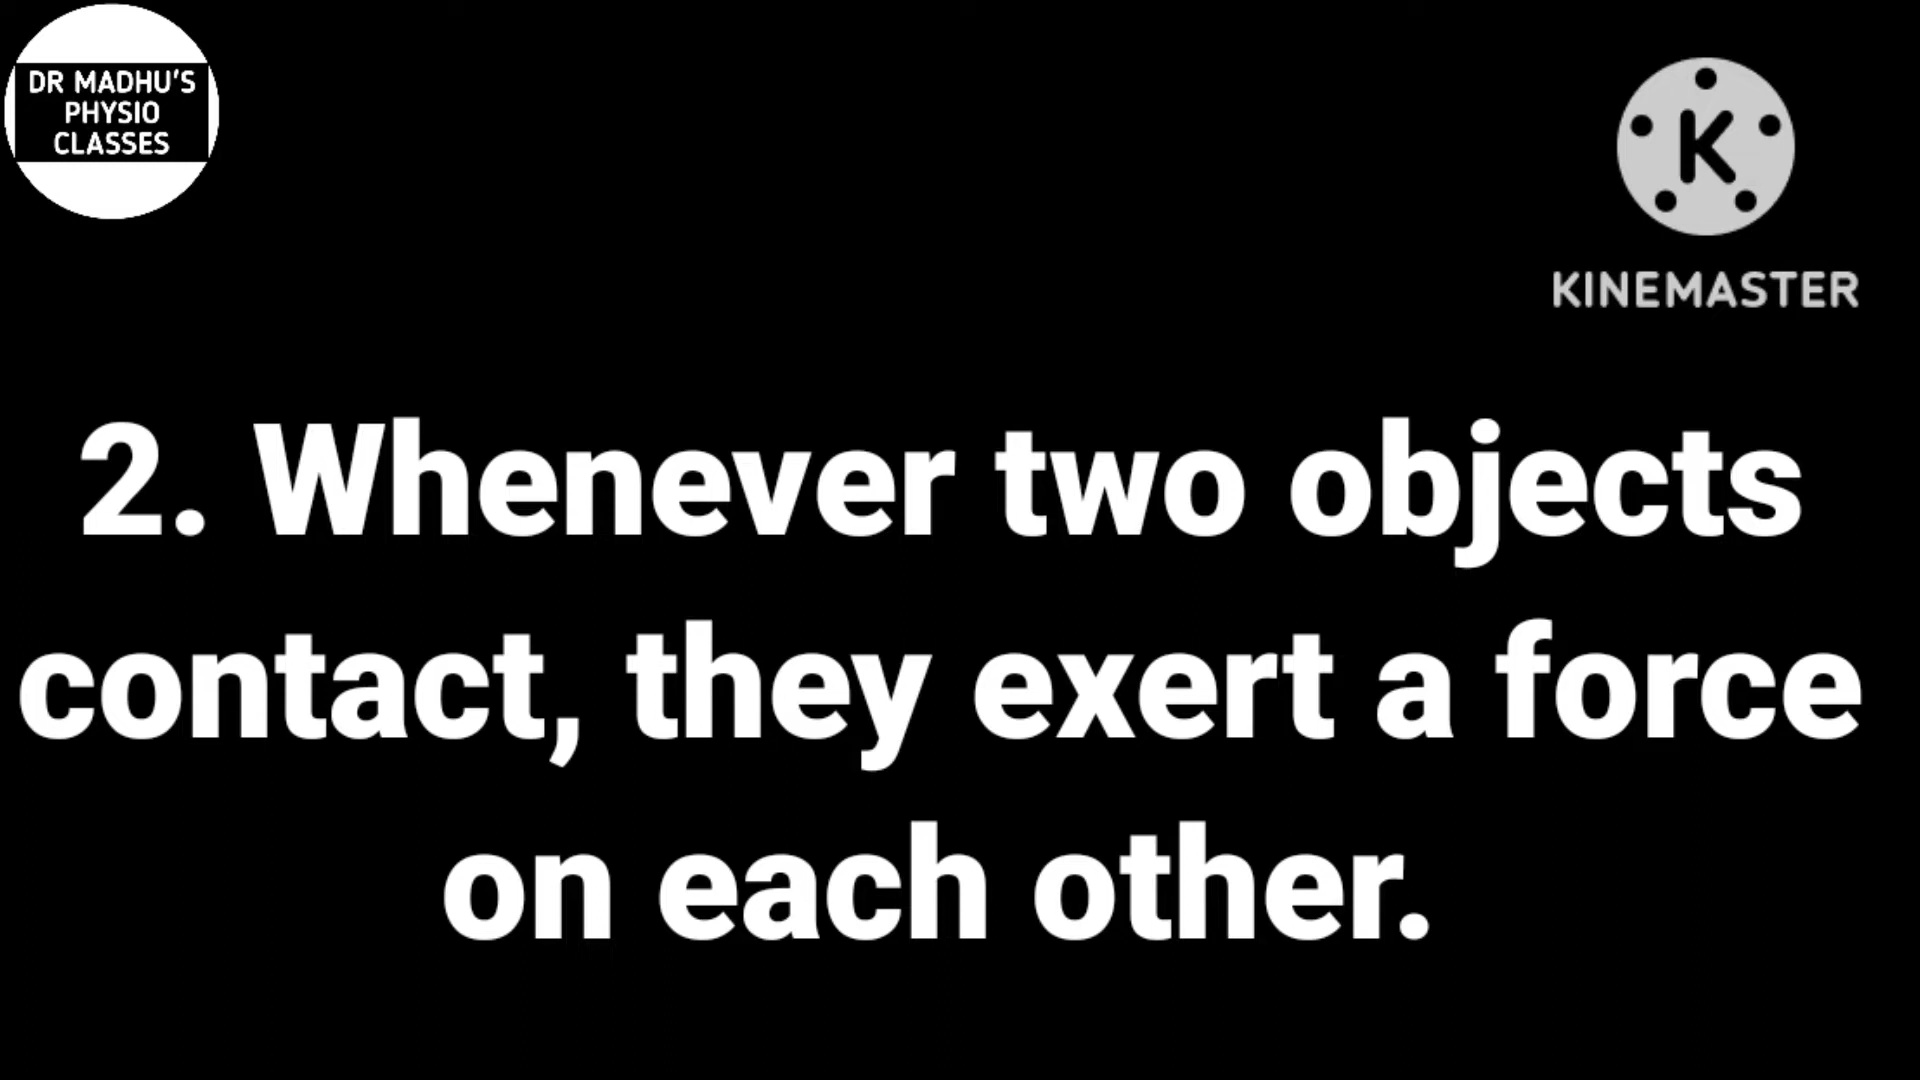 DR MADHU'S
PHYSIO
CLASSES
KINEMASTER
2. Whenever two objects
contact, they exert a force
on each other.